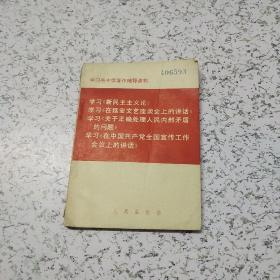 学习毛主席著作辅导资料
106593
学习《新民主主义论》
学习《在延安文艺座谈会上的讲话》
学习《关于正确处理人民内部矛盾
的问题》
学习《在中国共产党全国宣传工作
会议上的讲话》
人民出版社